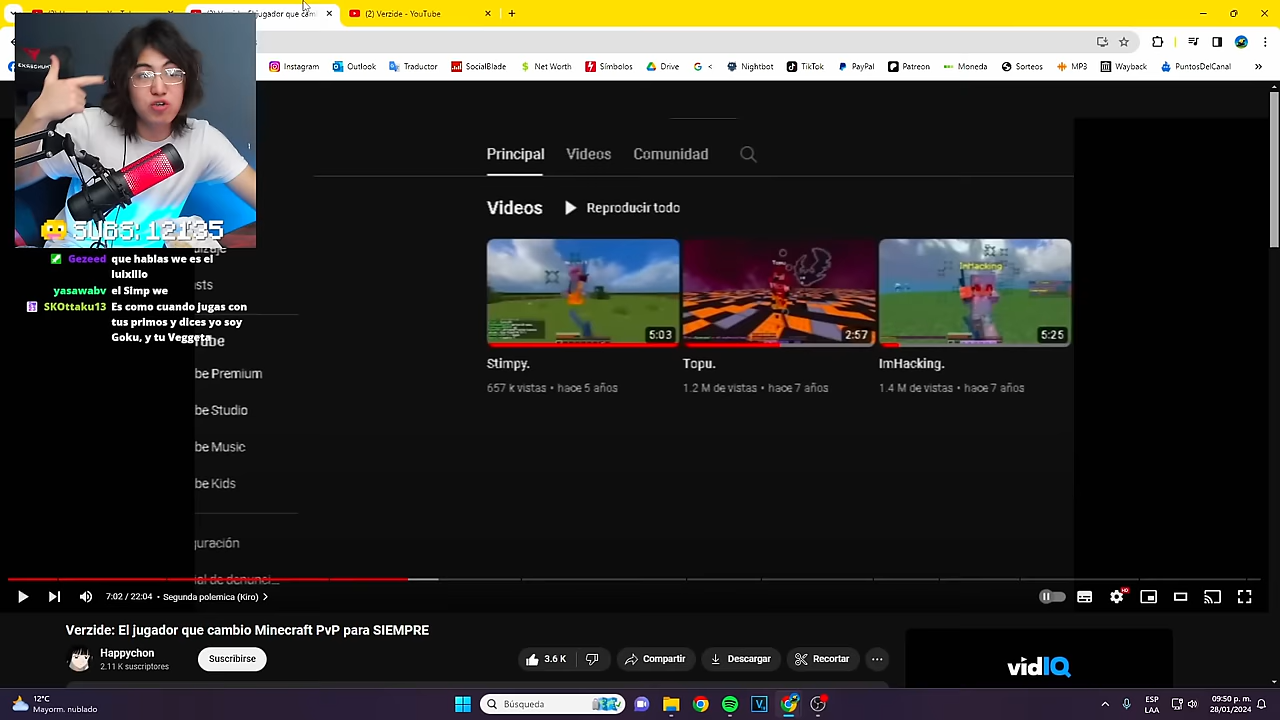 (2) Verzide - YouTube
Instagram
Outlook
Traductor
SocialBlade
Net Worth
Símbolos
Drive
G <
Nightbot
TikTok
PayPal
Patreon
Moneda
Sorteos
MP3
Wayback
PuntosDelCanal
SUBS: 12135
Gezeed que hablas we es el
luixillo
yasawabv el Simp we
SKOttaku13 Es como cuando jugas con
tus primos y dices yo soy
Goku, y tu Veggeta
be Premium
be Studio
be Music
be Kids
Principal Videos Comunidad
Videos Reproducir todo
5:03
2:57
ImHacking
5:25
Stimpy.
657 k vistas • hace 5 años
Topu.
1.2 M de vistas • hace 7 años
ImHacking.
1.4 M de vistas • hace 7 años
7:02 / 22:04 • Segunda polemica (Kiro)
HD
Verzide: El jugador que cambio Minecraft PvP para SIEMPRE
Happychon
2.11 K suscriptores
Suscribirse
3.6 K
Compartir
Descargar
Recortar
vidIQ
12°C
Mayorm. nublado
Búsqueda
ESP
LAA
09:50 p. m.
28/01/2024